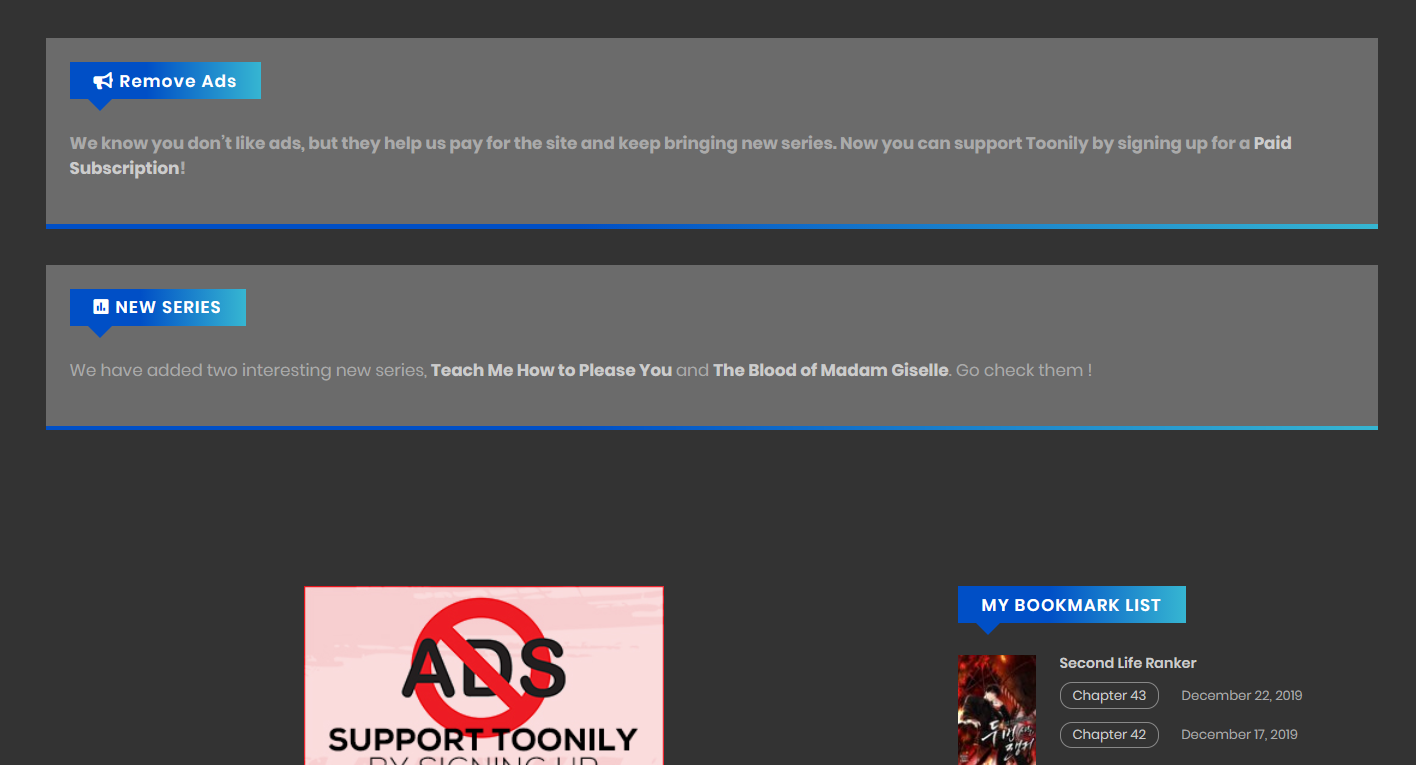 Remove Ads
We know you don't like ads, but they help us pay for the site and keep bringing new series. Now you can support Toonily by signing up for a Paid
Subscription!
NEW SERIES
We have added two interesting new series, Teach Me How to Please You and The Blood of Madam Giselle. Go check them !
ADS
SUPPORT TOONILY
BY SIGNING UP
MY BOOKMARK LIST
Second Life Ranker
Chapter 43 December 22, 2019
Chapter 42 December 17, 2019